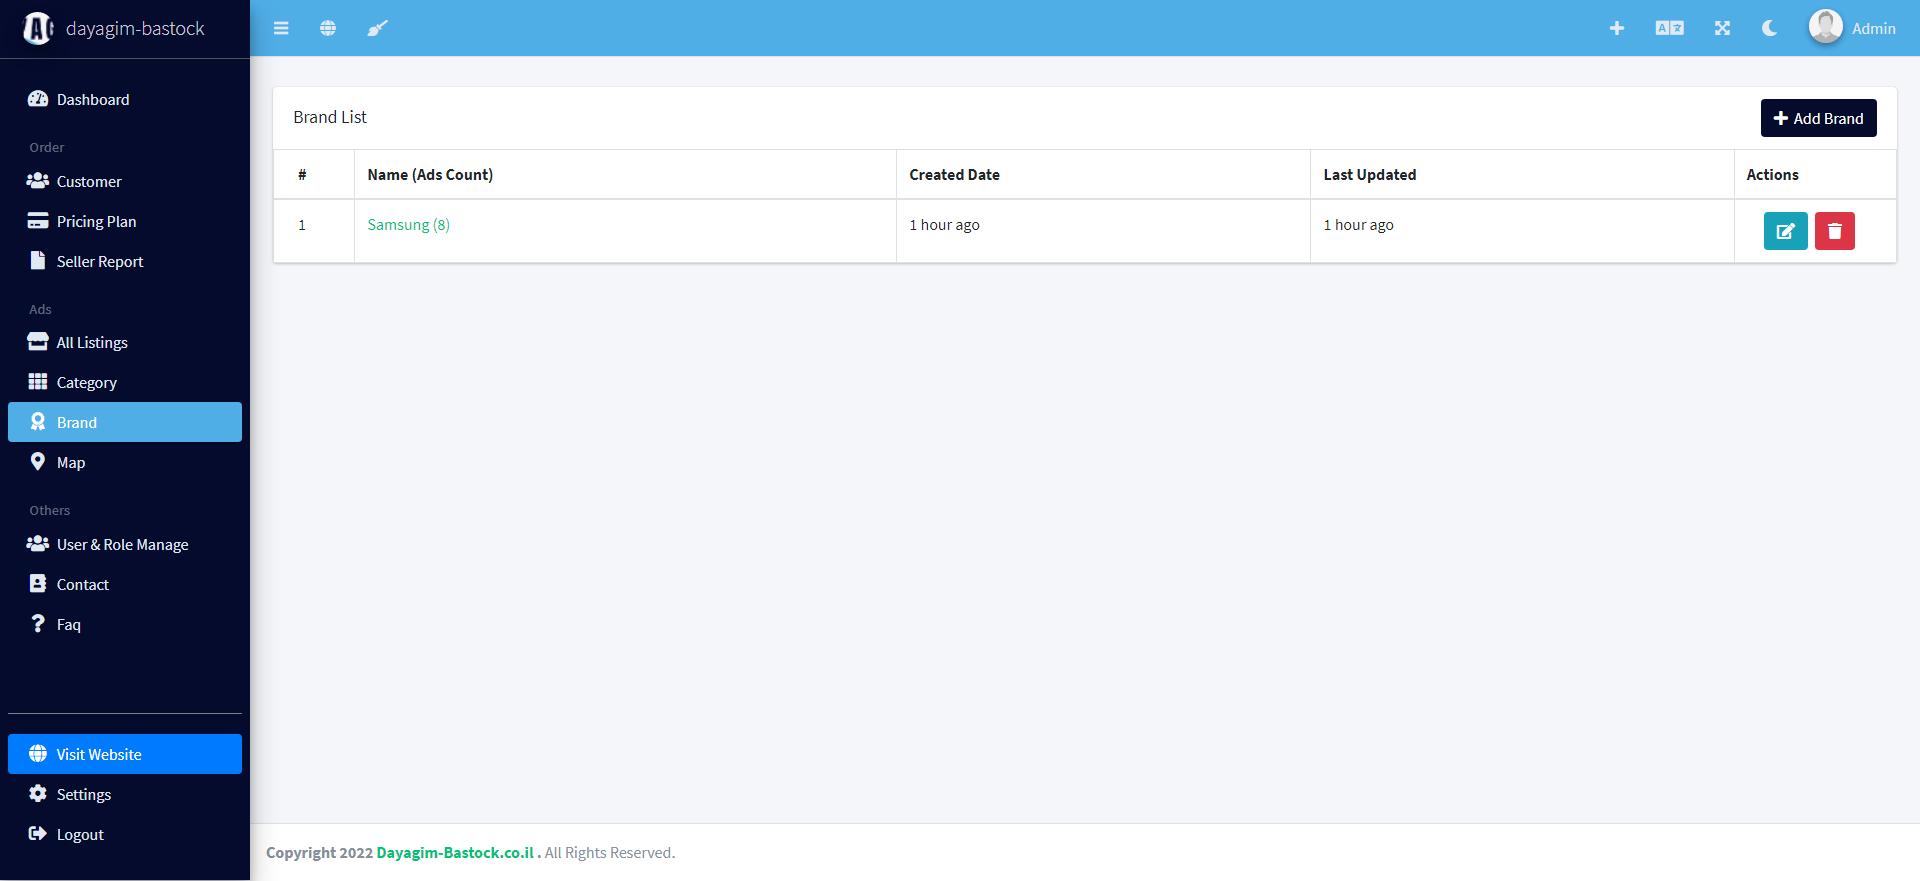 dayagim-bastock
Admin
Dashboard
Order
Customer
Pricing Plan
Seller Report
Ads
All Listings
Category
Brand
Map
Others
User & Role Manage
Contact
Faq
Visit Website
Settings
Logout
Brand List
Add Brand
# Name (Ads Count) Created Date Last Updated Actions
1 Samsung (8) 1 hour ago 1 hour ago
Copyright 2022 Dayagim-Bastock.co.il . All Rights Reserved.